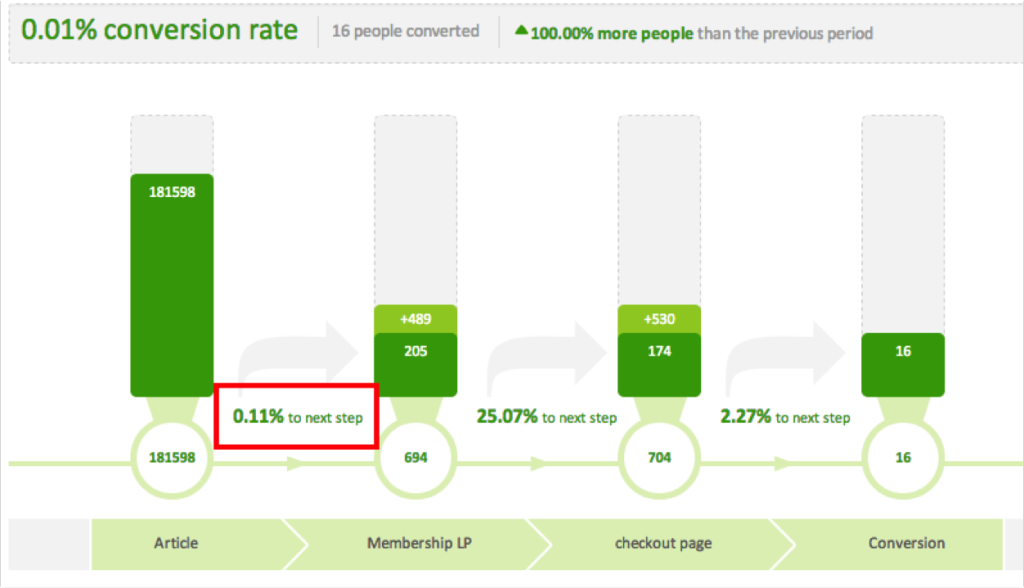 0.01% conversion rate
16 people converted
100.00% more people than the previous period
181598
+489
+530
205
174
16
0.11% to next step
25.07% to next step
2.27% to next step
181598
694
704
16
Article
Membership LP
checkout page
Conversion